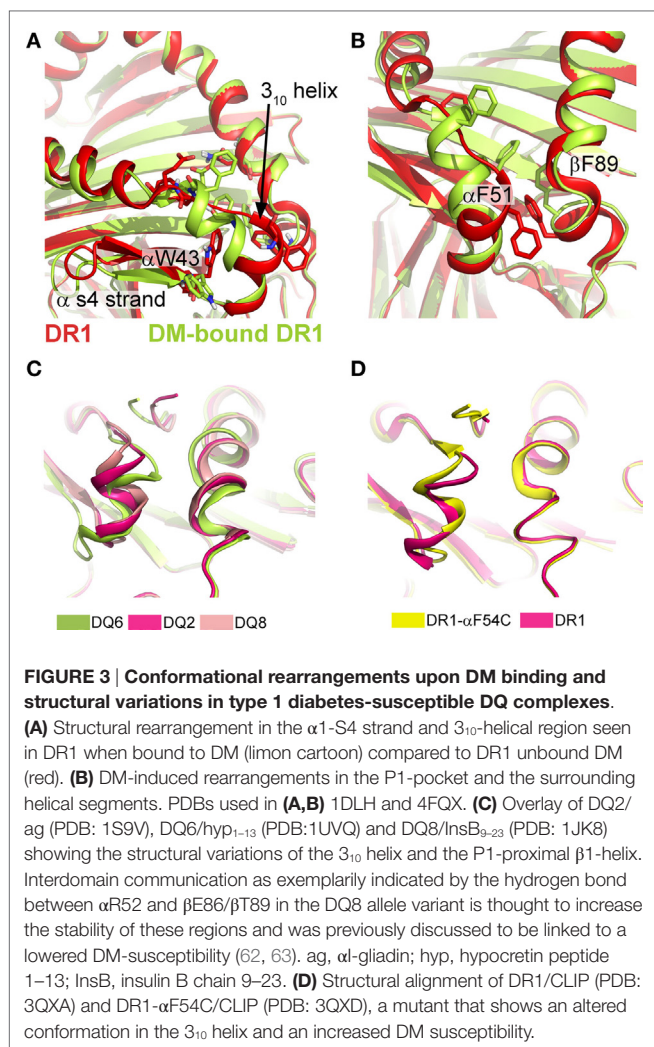 A
B
3₁₀ helix
βF89
αF51
αW43
α s4 strand
DR1
DM-bound DR1
C
D
DQ6
DQ2
DQ8
DR1-αF54C
DR1
FIGURE 3 | Conformational rearrangements upon DM binding and
structural variations in type 1 diabetes-susceptible DQ complexes.
(A) Structural rearrangement in the α1-S4 strand and 3₁₀-helical region seen
in DR1 when bound to DM (limon cartoon) compared to DR1 unbound DM
(red). (B) DM-induced rearrangements in the P1-pocket and the surrounding
helical segments. PDBs used in (A,B) 1DLH and 4FQX. (C) Overlay of DQ2/
ag (PDB: 1S9V), DQ6/hyp₁₋₁₃ (PDB:1UVQ) and DQ8/InsB₉₋₂₃ (PDB: 1JK8)
showing the structural variations of the 3₁₀ helix and the P1-proximal β1-helix.
Interdomain communication as exemplarily indicated by the hydrogen bond
between αR52 and βE86/βT89 in the DQ8 allele variant is thought to increase
the stability of these regions and was previously discussed to be linked to a
lowered DM-susceptibility (62, 63). ag, αI-gliadin; hyp, hypocretin peptide
1–13; InsB, insulin B chain 9–23. (D) Structural alignment of DR1/CLIP (PDB:
3QXA) and DR1-αF54C/CLIP (PDB: 3QXD), a mutant that shows an altered
conformation in the 3₁₀ helix and an increased DM susceptibility.